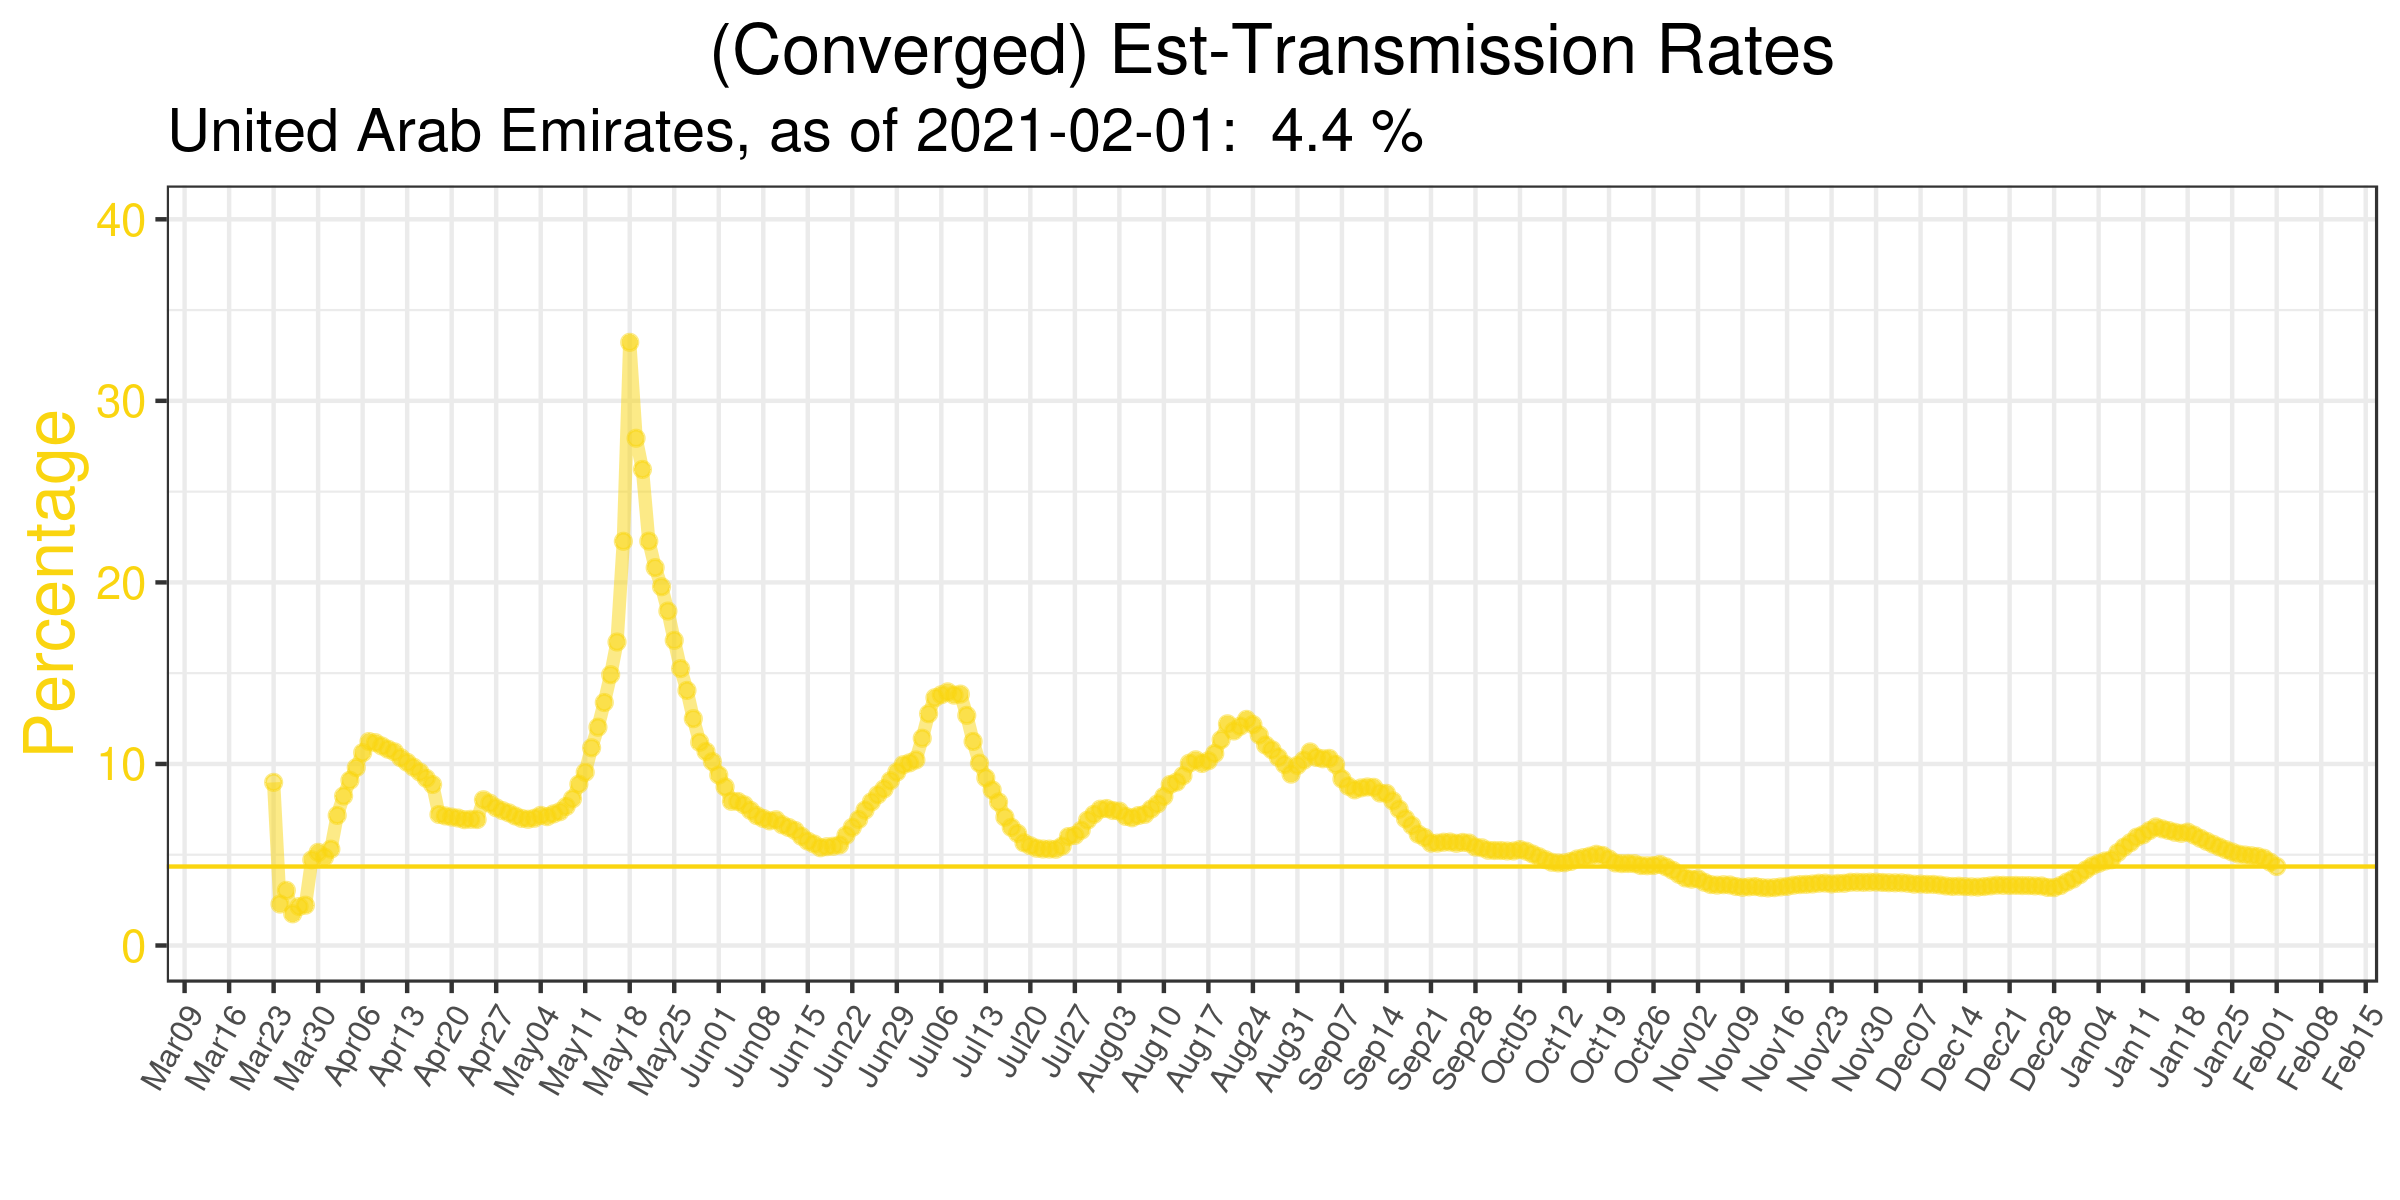 (Converged) Est-Transmission Rates
United Arab Emirates, as of 2021-02-01:  4.4 %
Percentage
40
30
20
10
0
Mar09
Mar16
Mar23
Mar30
Apr06
Apr13
Apr20
Apr27
May04
May11
May18
May25
Jun01
Jun08
Jun15
Jun22
Jun29
Jul06
Jul13
Jul20
Jul27
Aug03
Aug10
Aug17
Aug24
Aug31
Sep07
Sep14
Sep21
Sep28
Oct05
Oct12
Oct19
Oct26
Nov02
Nov09
Nov16
Nov23
Nov30
Dec07
Dec14
Dec21
Dec28
Jan04
Jan11
Jan18
Jan25
Feb01
Feb08
Feb15